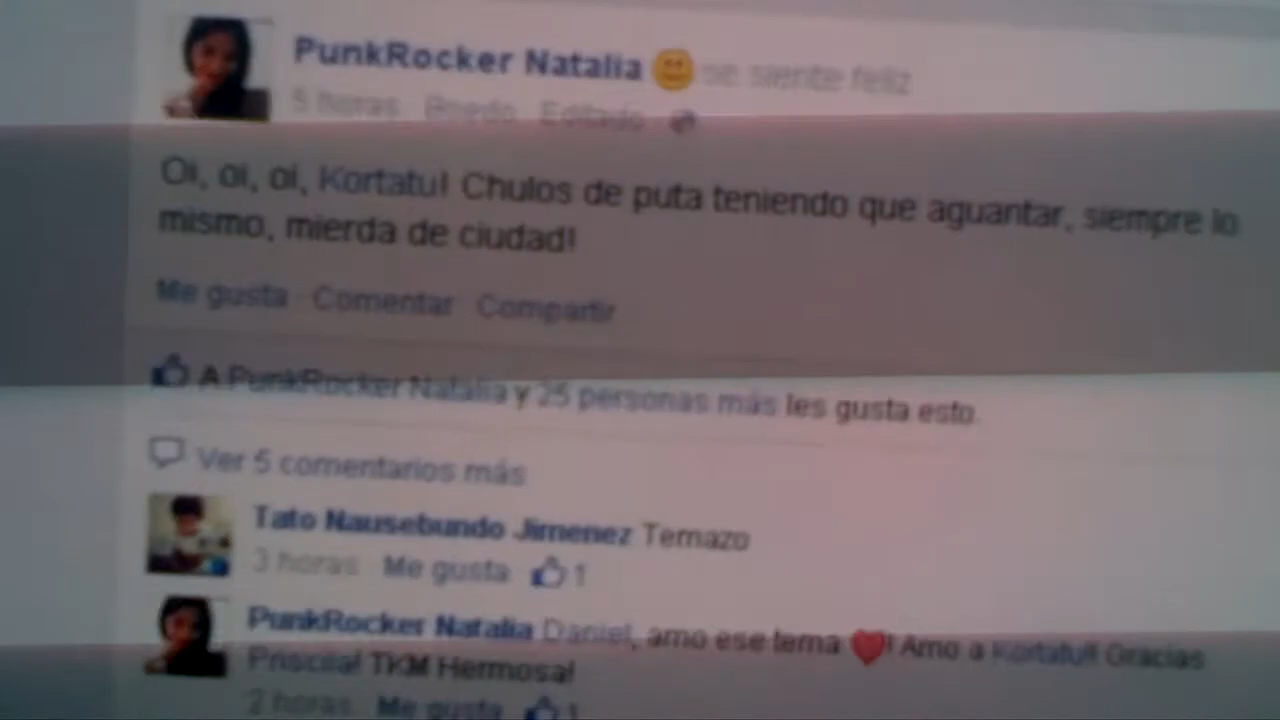 PunkRocker Natalia se siente feliz
5 horas · Editado ·
Oi, oi, oi, Kortatu! Chulos de puta teniendo que aguantar, siempre lo
mismo, mierda de ciudad!
Me gusta · Comentar · Compartir
A PunkRocker Natalia y 25 personas más les gusta esto.
Ver 5 comentarios más
Tato Nausebundo Jimenez Temazo
3 horas · Me gusta · 1
PunkRocker Natalia Daniel, amo ese tema ! Amo a Kortatu!! Gracias
Priscila! TKM Hermosa!
2 horas · Me gusta · 1